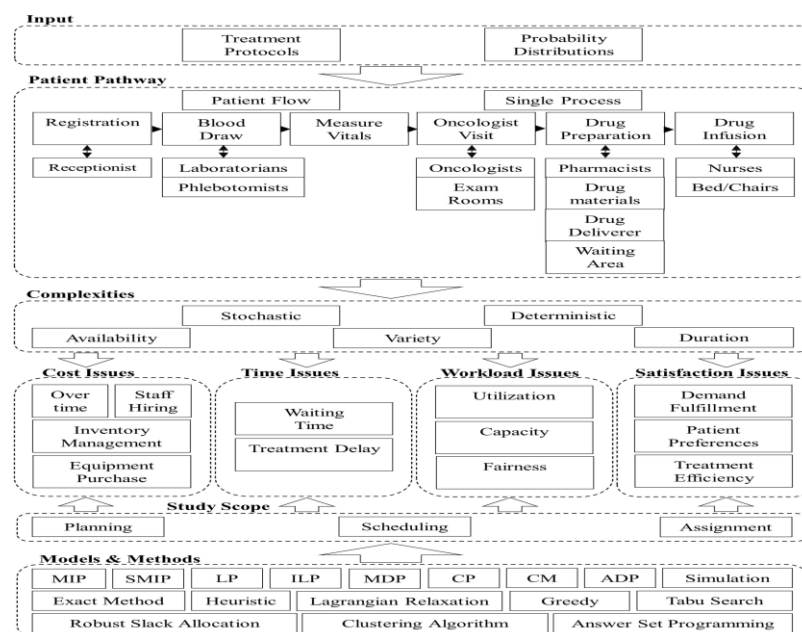 Input
Treatment
Protocols
Probability
Distributions
Patient Pathway
Patient Flow
Single Process
Registration
Blood
Draw
Measure
Vitals
Oncologist
Visit
Drug
Preparation
Drug
Infusion
Receptionist
Laboratorians
Phlebotomists
Oncologists
Exam
Rooms
Pharmacists
Drug
materials
Drug
Deliverer
Waiting
Area
Nurses
Bed/Chairs
Complexities
Stochastic
Deterministic
Availability
Variety
Duration
Cost Issues
Over
time
Staff
Hiring
Inventory
Management
Equipment
Purchase
Time Issues
Waiting
Time
Treatment Delay
Workload Issues
Utilization
Capacity
Fairness
Satisfaction Issues
Demand
Fulfillment
Patient
Preferences
Treatment
Efficiency
Study Scope
Planning
Scheduling
Assignment
Models & Methods
MIP
SMIP
LP
ILP
MDP
CP
CM
ADP
Simulation
Exact Method
Heuristic
Lagrangian Relaxation
Greedy
Tabu Search
Robust Slack Allocation
Clustering Algorithm
Answer Set Programming